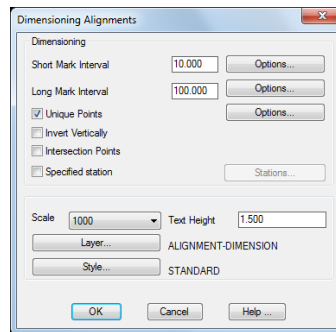 Dimensioning Alignments
Dimensioning
Short Mark Interval 10.000 Options...
Long Mark Interval 100.000 Options...
Unique Points Options...
Invert Vertically
Intersection Points
Specified station Stations...
Scale 1000 Text Height 1.500
Layer... ALIGNMENT-DIMENSION
Style... STANDARD
OK Cancel Help ...